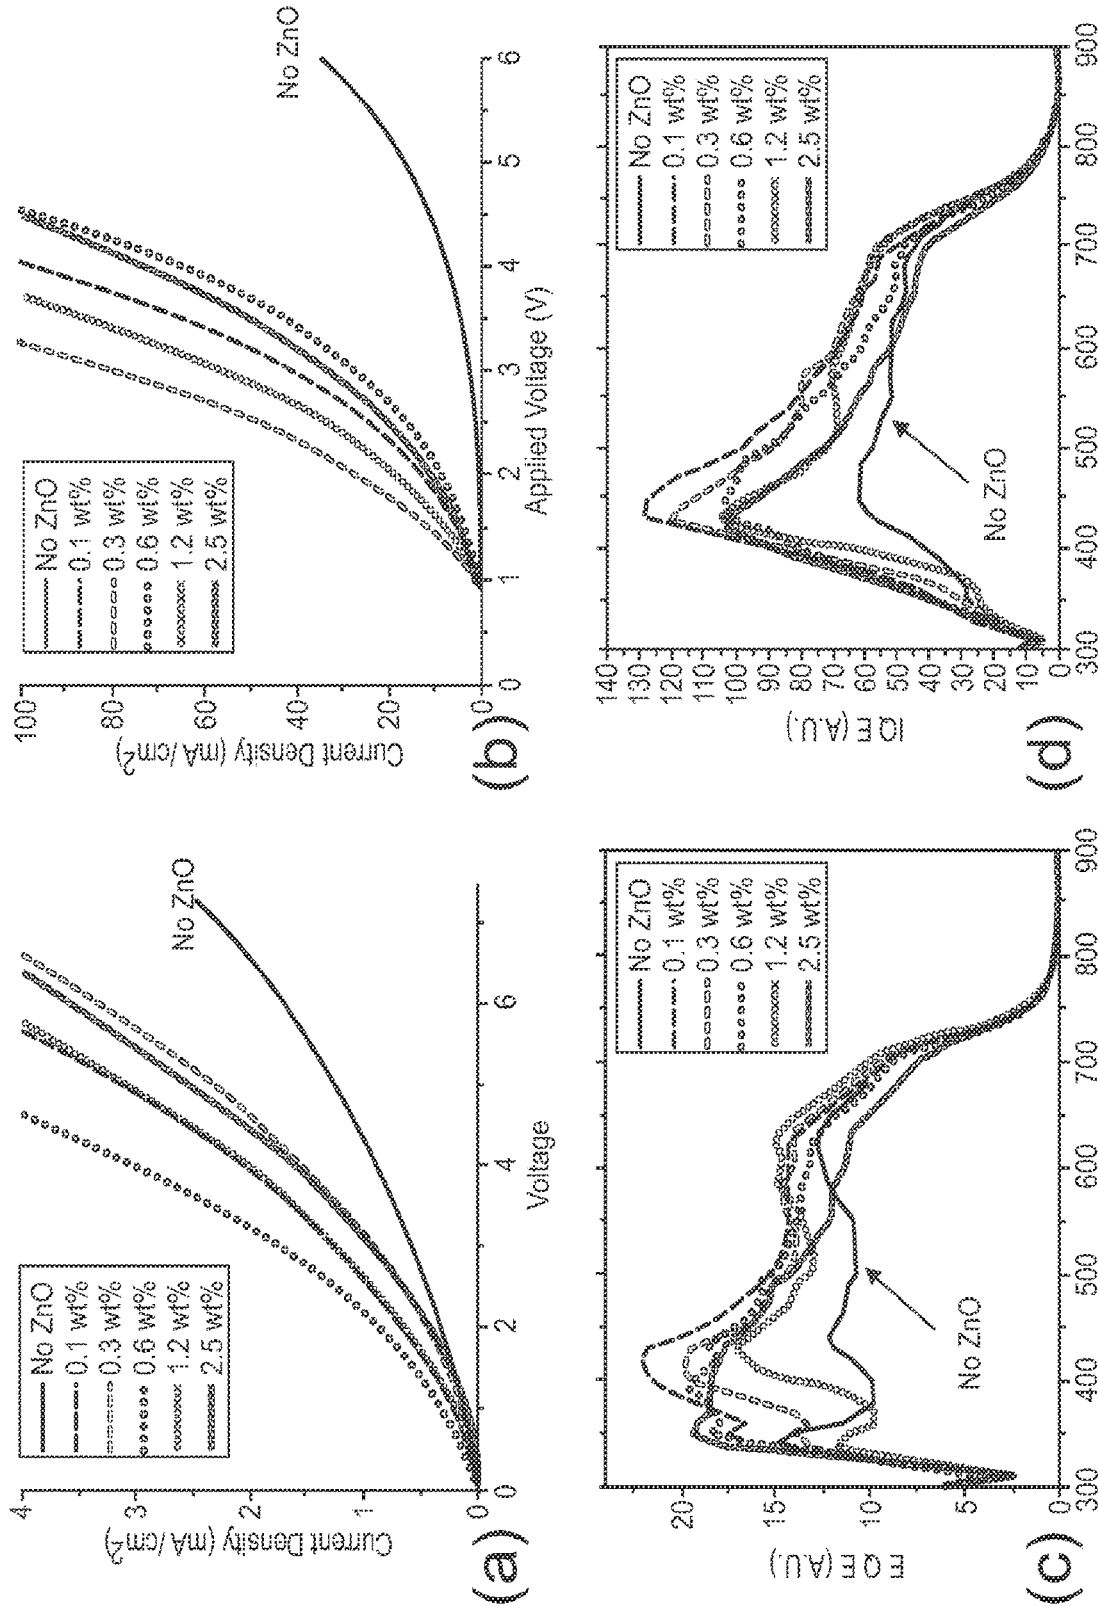 4
3
2
1
0
Current Density (mA/cm2)
No ZnO
0.1 wt%
0.3 wt%
0.6 wt%
1.2 wt%
2.5 wt%
No ZnO
0
2
4
6
Voltage
(a)
100
80
60
40
20
0
Current Density (mA/cm2)
No ZnO
0.1 wt%
0.3 wt%
0.6 wt%
1.2 wt%
2.5 wt%
No ZnO
0
1
2
3
4
5
6
Applied Voltage (V)
(b)
20
15
10
5
0
E Q E (A.U.)
No ZnO
0.1 wt%
0.3 wt%
0.6 wt%
1.2 wt%
2.5 wt%
No ZnO
300
400
500
600
700
800
900
(c)
140
130
120
110
100
90
80
70
60
50
40
30
20
10
0
IQ E (A.U.)
No ZnO
0.1 wt%
0.3 wt%
0.6 wt%
1.2 wt%
2.5 wt%
No ZnO
300
400
500
600
700
800
900
(d)